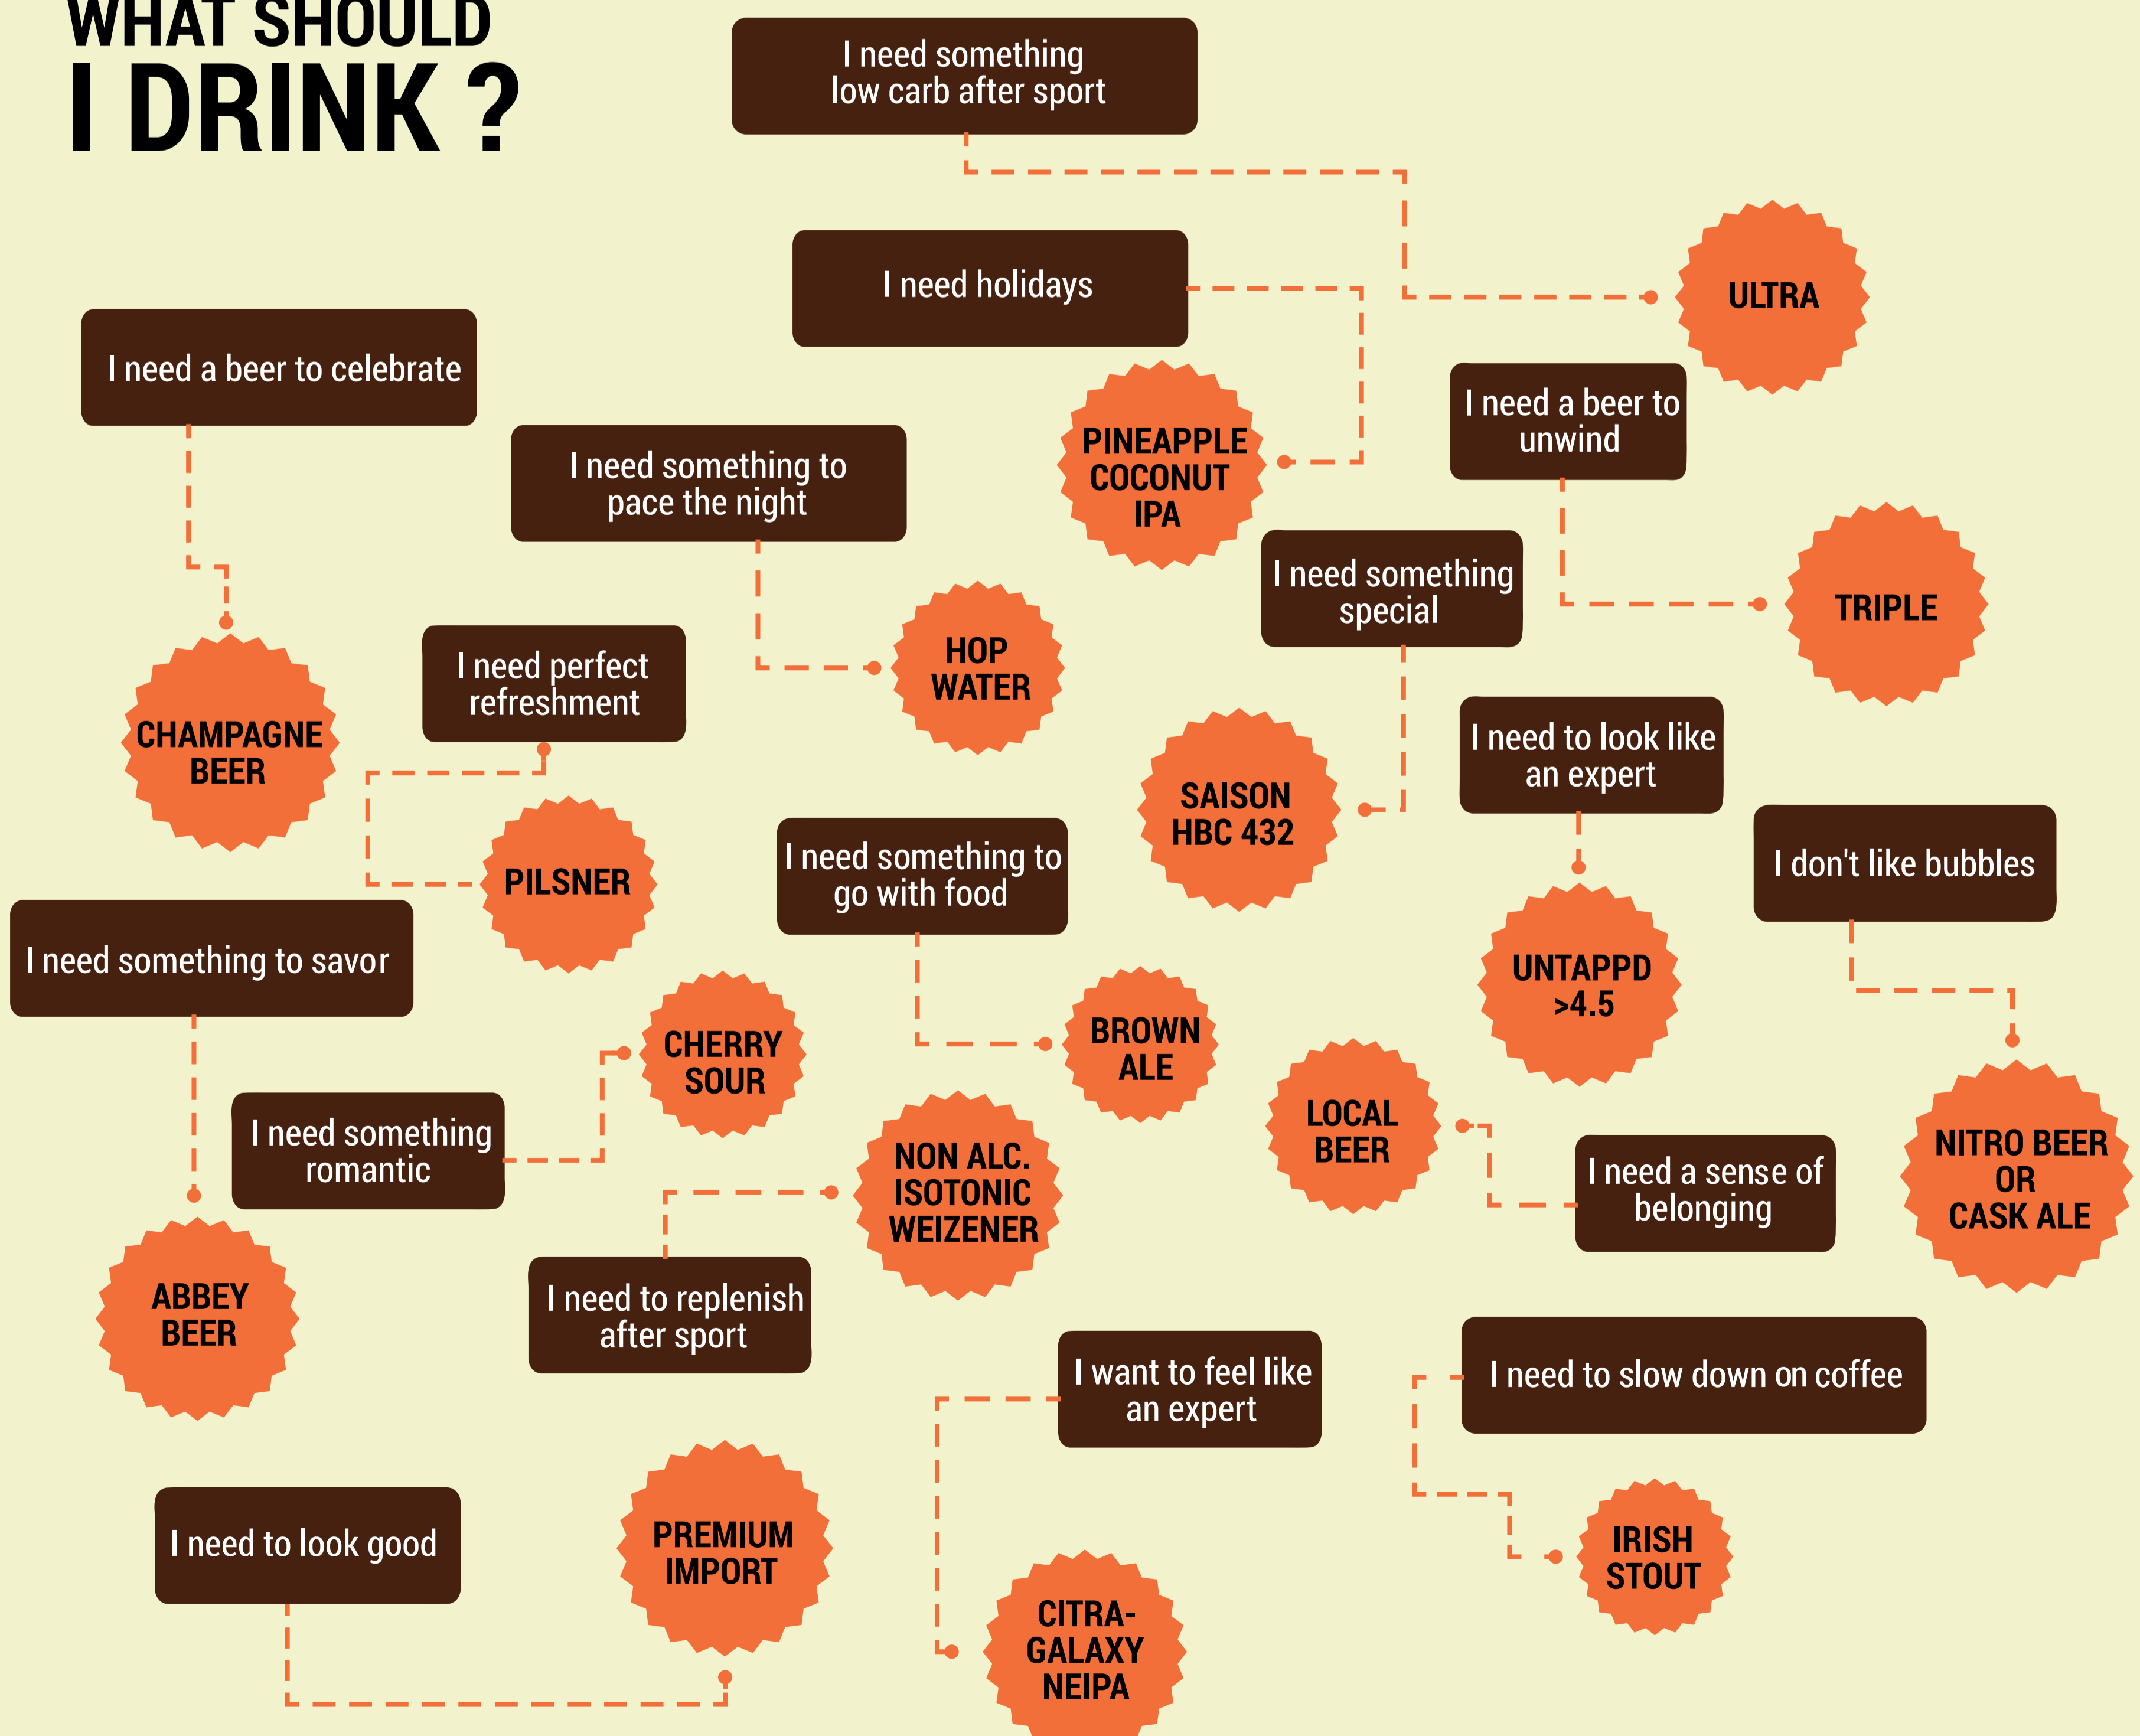 WHAT SHOULD
I DRINK ?
I need something
low carb after sport
I need holidays
ULTRA
I need a beer to celebrate
I need a beer to
unwind
I need something to
pace the night
PINEAPPLE
COCONUT
IPA
I need something
special
TRIPLE
I need perfect
refreshment
HOP
WATER
CHAMPAGNE
BEER
I need to look like
an expert
SAISON
HBC 432
I don't like bubbles
PILSNER
I need something to
go with food
I need something to savor
UNTAPPD
>4.5
CHERRY
SOUR
BROWN
ALE
I need something
romantic
LOCAL
BEER
NON ALC.
ISOTONIC
WEIZENER
I need a sense of
belonging
NITRO BEER
OR
CASK ALE
ABBEY
BEER
I need to replenish
after sport
I want to feel like
an expert
I need to slow down on coffee
I need to look good
PREMIUM
IMPORT
IRISH
STOUT
CITRA-
GALAXY
NEIPA